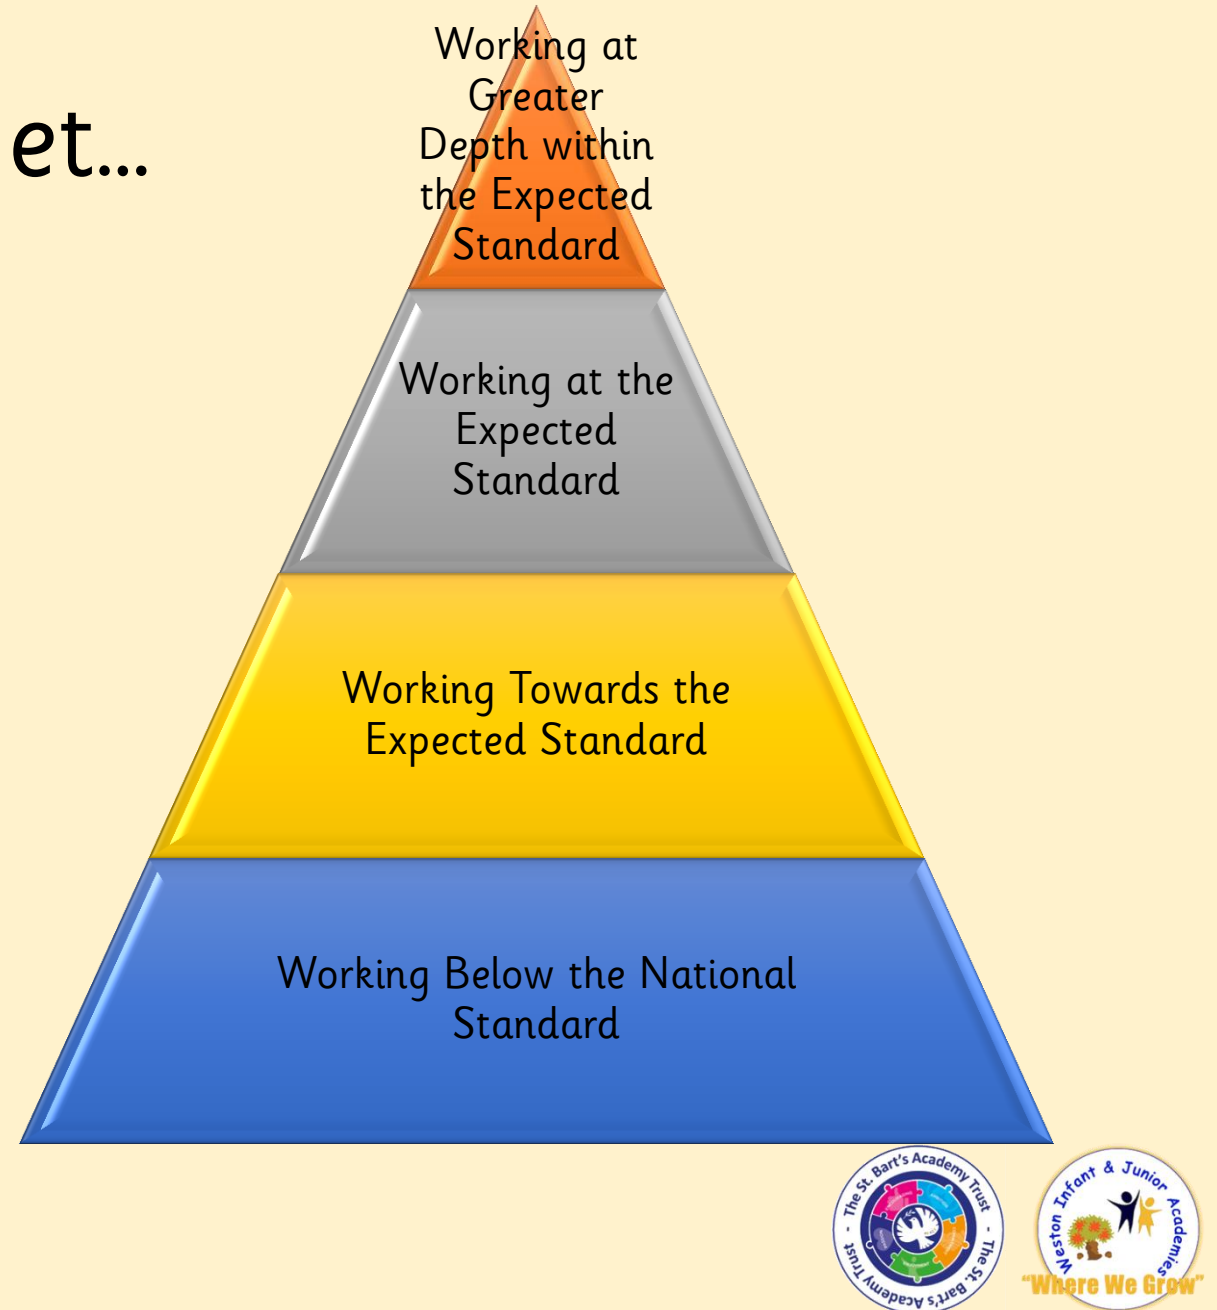 Working at
Greater
et...
Depth within
the Expected
Standard
Working at the
Expected
Standard
Working Towards the
Expected Standard
Working Below the National
Standard
The St. Bart's Academy Trust - The St. Bart's Academy Trust -
Weston Infant & Junior Academies
"Where We Grow"